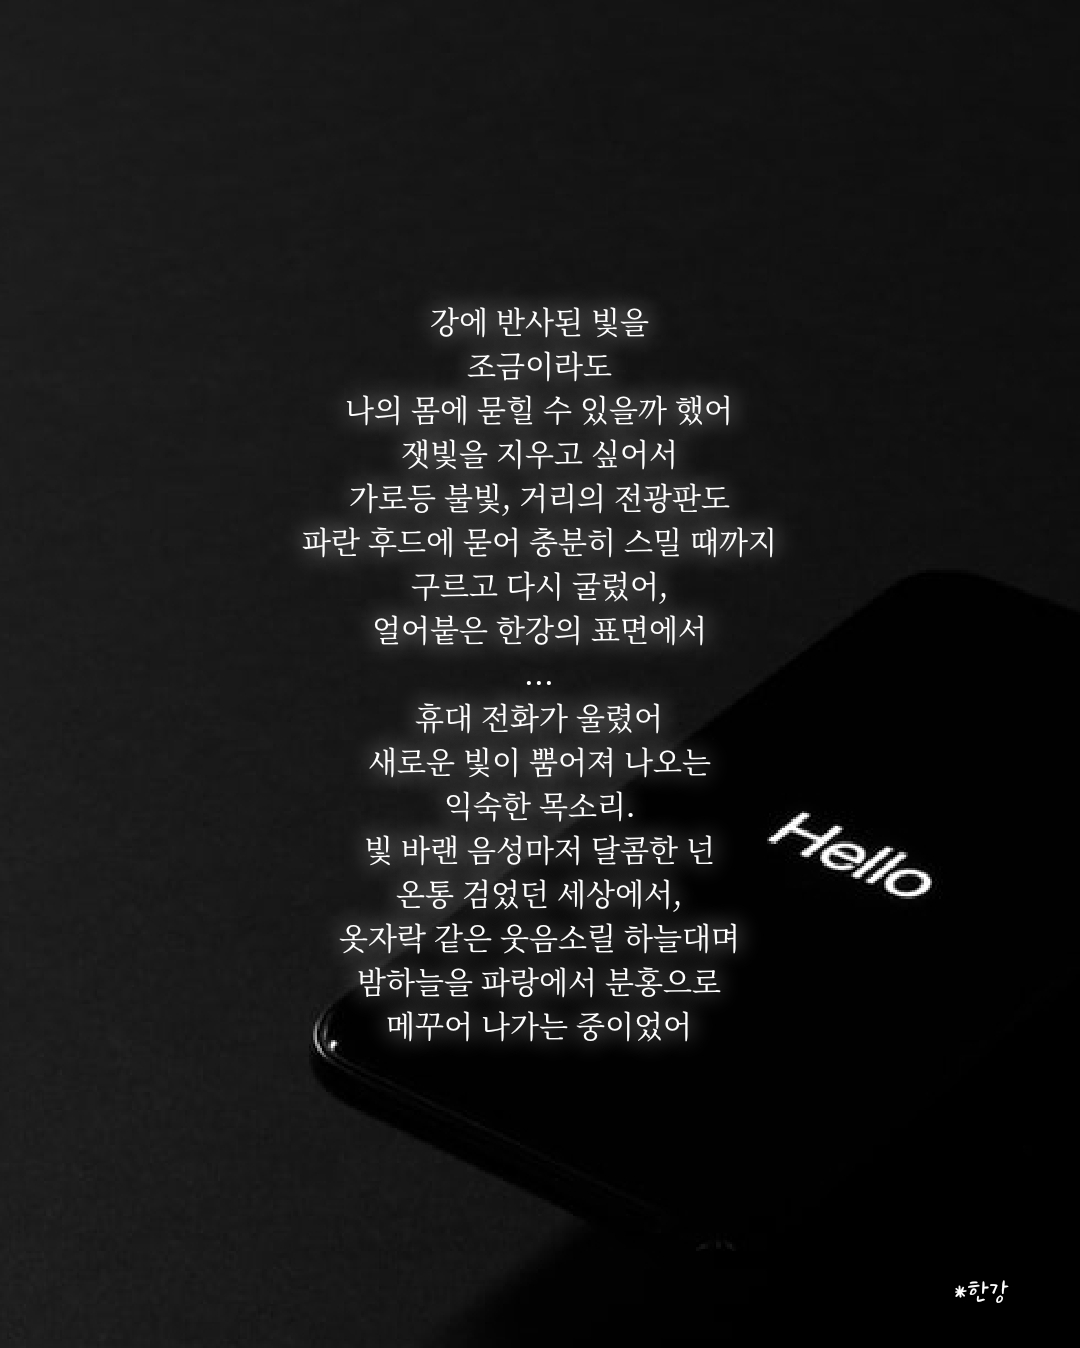 강에 반사된 빛을
조금이라도
나의 몸에 묻힐 수 있을까 했어
잿빛을 지우고 싶어서
가로등 불빛, 거리의 전광판도
파란 후드에 묻어 충분히 스밀 때까지
구르고 다시 굴렀어,
얼어붙은 한강의 표면에서
...
휴대 전화가 울렸어
새로운 빛이 뿜어져 나오는
익숙한 목소리.
빛 바랜 음성마저 달콤한 넌
온통 검었던 세상에서,
옷자락 같은 웃음소릴 하늘대며
밤하늘을 파랑에서 분홍으로
메꾸어 나가는 중이었어
Hello
*한강